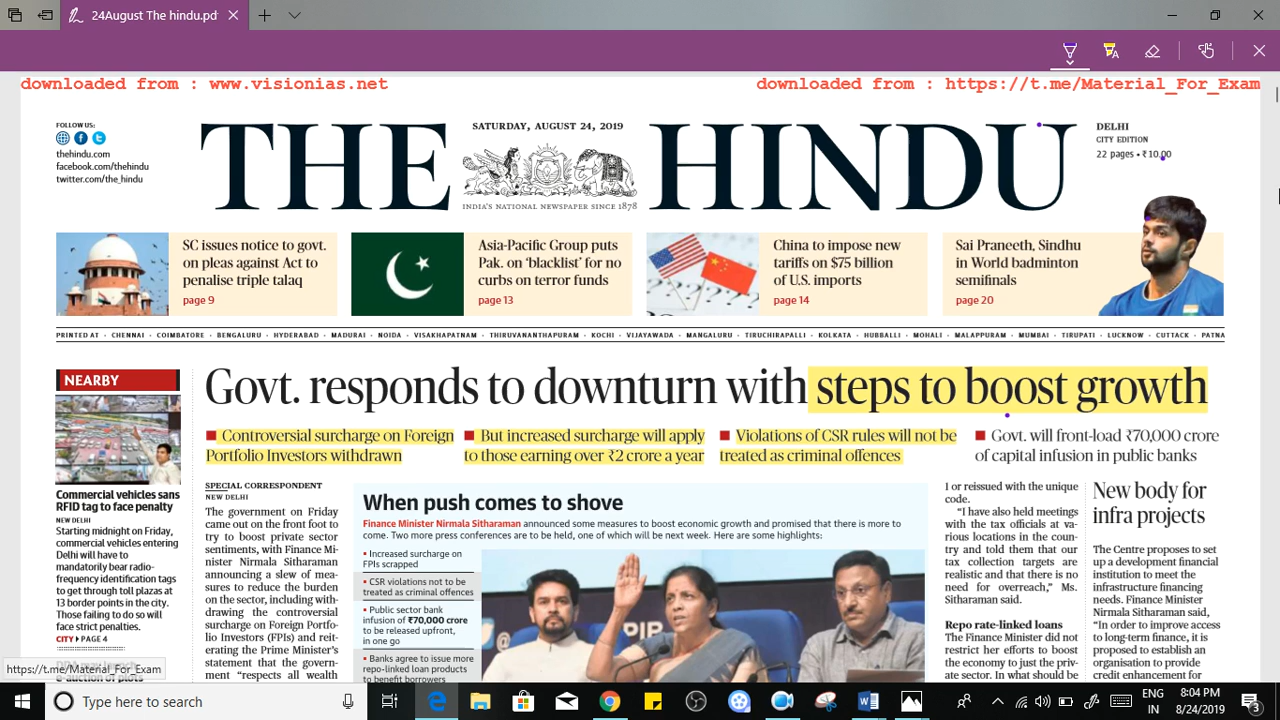 24August The Hindu.pd
downloaded from : www.visionias.net
downloaded from : https://t.me/Material_For_Exam
FOLLOW US:
thehindu.com
facebook.com/thehindu
twitter.com/the_hindu
THE HINDU
SATURDAY, AUGUST 24, 2019
INDIA'S NATIONAL NEWSPAPER SINCE 1878
DELHI
CITY EDITION
22 pages • ₹10.00
SC issues notice to govt.
on pleas against Act to
penalise triple talaq
page 9
Asia-Pacific Group puts
Pak. on ‘blacklist’ for no
curbs on terror funds
page 13
China to impose new
tariffs on $75 billion
of U.S. imports
page 14
Sai Praneeth, Sindhu
in World badminton
semifinals
page 20
PRINTED AT • CHENNAI • COIMBATORE • BENGALURU • HYDERABAD • MADURAI • NOIDA • VISAKHAPATNAM • THIRUVANANTHAPURAM • KOCHI • VIJAYAWADA • MANGALURU • TIRUCHIRAPALLI • KOLKATA • HUBBALLI • MOHALI • MALAPPURAM • MUMBAI • TIRUPATI • LUCKNOW • CUTTACK • PATNA
NEARBY
Commercial vehicles sans
RFID tag to face penalty
NEW DELHI
Starting midnight on Friday,
commercial vehicles entering
Delhi will have to
mandatorily bear radio-
frequency identification tags
to get through toll plazas at
13 border points in the city.
Those failing to do so will
face strict penalties.
CITY ▸ PAGE 4
e-auction of plots
https://t.me/Material_For_Exam
Govt. responds to downturn with steps to boost growth
Controversial surcharge on Foreign
Portfolio Investors withdrawn
But increased surcharge will apply
to those earning over ₹2 crore a year
Violations of CSR rules will not be
treated as criminal offences
Govt. will front-load ₹70,000 crore
of capital infusion in public banks
SPECIAL CORRESPONDENT
NEW DELHI
The government on Friday
came out on the front foot to
try to boost private sector
sentiments, with Finance Mi-
nister Nirmala Sitharaman
announcing a slew of mea-
sures to reduce the burden
on the sector, including with-
drawing the controversial
surcharge on Foreign Portfo-
lio Investors (FPIs) and reit-
erating the Prime Minister's
statement that the govern-
ment “respects all wealth
When push comes to shove
Finance Minister Nirmala Sitharaman announced some measures to boost economic growth and promised that there is more to
come. Two more press conferences are to be held, one of which will be next week. Here are some highlights:
▪ Increased surcharge on
FPIs scrapped
▪ CSR violations not to be
treated as criminal offences
▪ Public sector bank
infusion of ₹70,000 crore
to be released upfront,
in one go
▪ Banks agree to issue more
repo-linked loan products
to benefit borrowers
PIB
1 or reissued with the unique
code.
“I have also held meetings
with the tax officials at va-
rious locations in the coun-
try and told them that our
tax collection targets are
realistic and that there is no
need for overreach,” Ms.
Sitharaman said.
Repo rate-linked loans
The Finance Minister did not
restrict her efforts to boost
the economy to just the priv-
ate sector. In what should be
New body for
infra projects
The Centre proposes to set
up a development financial
institution to meet the
infrastructure financing
needs. Finance Minister
Nirmala Sitharaman said,
“In order to improve access
to long-term finance, it is
proposed to establish an
organisation to provide
credit enhancement for
Type here to search
ENG
IN
8:04 PM
8/24/2019
3